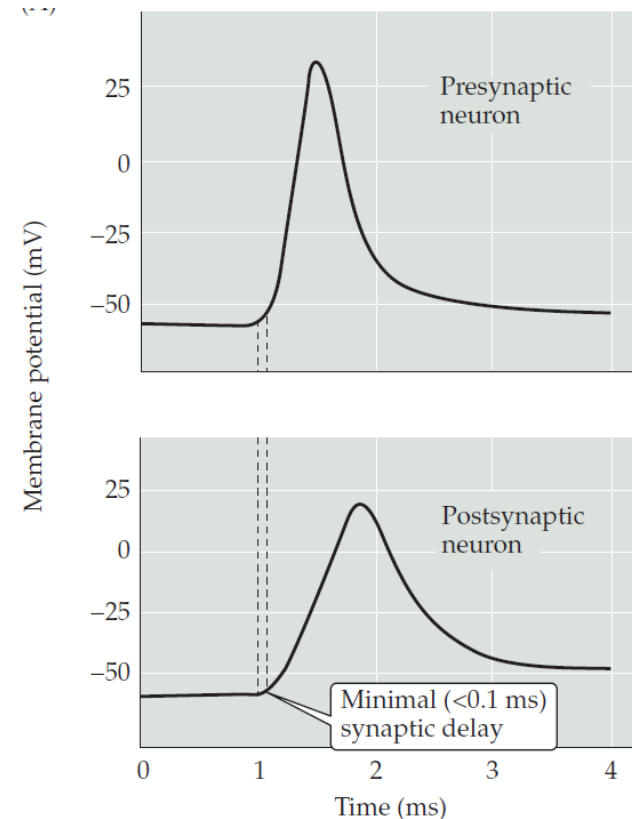 (A)
Membrane potential (mV)
25
0
−25
−50
Presynaptic
neuron
25
0
−25
−50
Postsynaptic
neuron
Minimal (<0.1 ms)
synaptic delay
0 1 2 3 4
Time (ms)